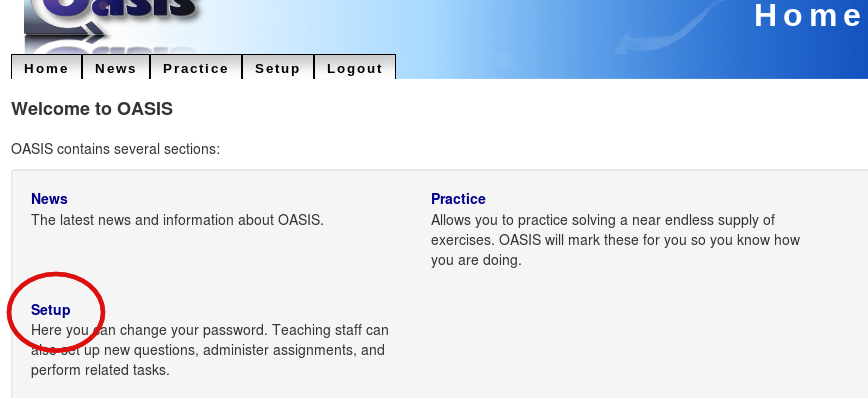 OASIS
Home
Home News Practice Setup Logout
Welcome to OASIS
OASIS contains several sections:
News
The latest news and information about OASIS.
Practice
Allows you to practice solving a near endless supply of
exercises. OASIS will mark these for you so you know how
you are doing.
Setup
Here you can change your password. Teaching staff can
also set up new questions, administer assignments, and
perform related tasks.